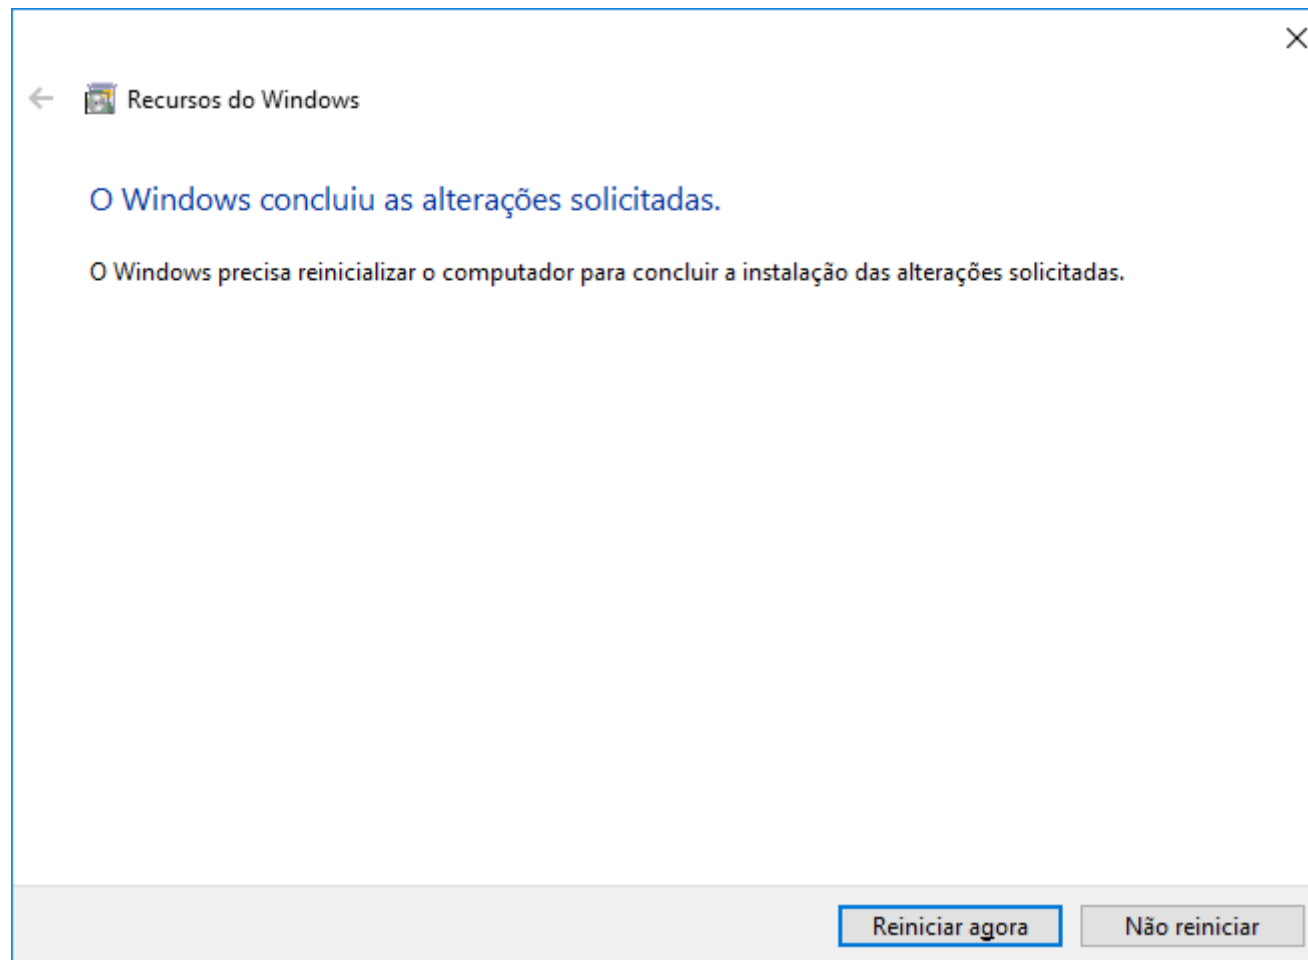 Recursos do Windows
O Windows concluiu as alterações solicitadas.
O Windows precisa reinicializar o computador para concluir a instalação das alterações solicitadas.
Reiniciar agora
Não reiniciar